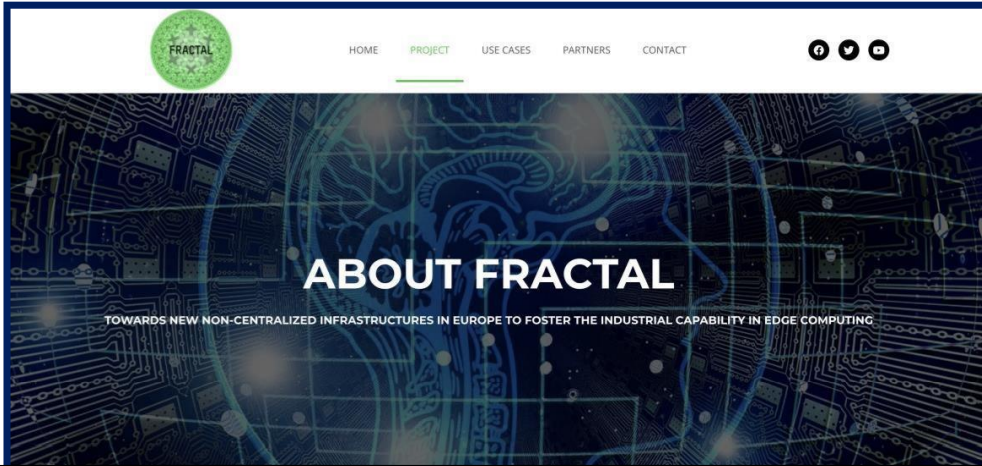 FRACTAL
HOME PROJECT USE CASES PARTNERS CONTACT
ABOUT FRACTAL
TOWARDS NEW NON-CENTRALIZED INFRASTRUCTURES IN EUROPE TO FOSTER THE INDUSTRIAL CAPABILITY IN EDGE COMPUTING